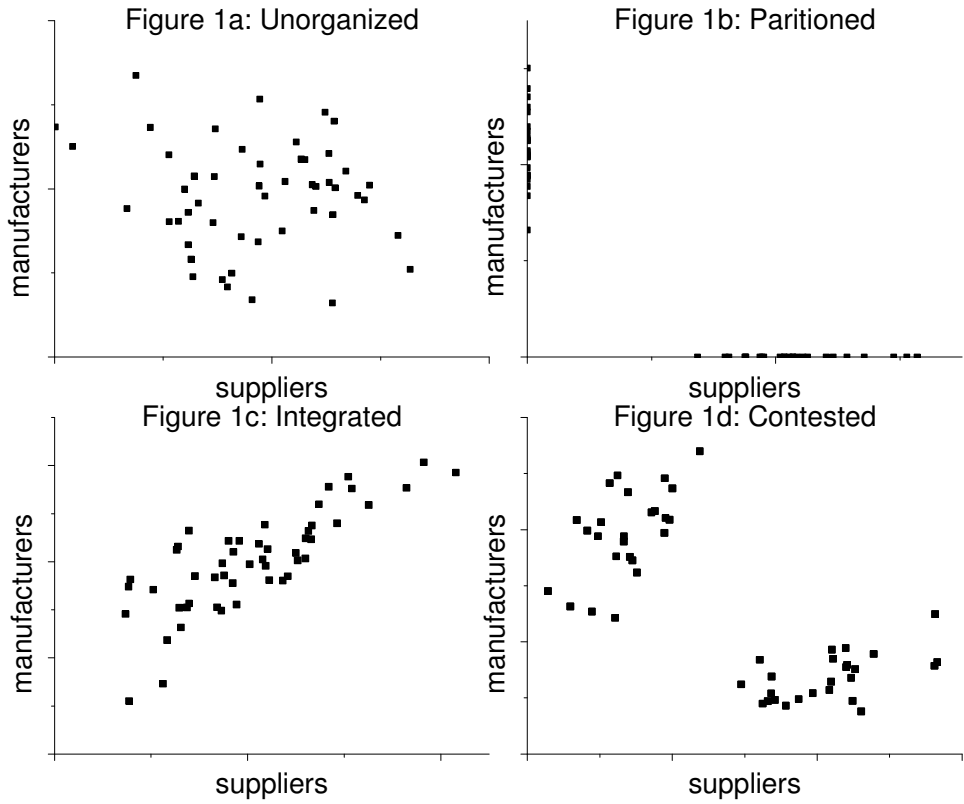 Figure 1a: Unorganized
manufacturers
suppliers
Figure 1b: Paritioned
manufacturers
suppliers
Figure 1c: Integrated
manufacturers
suppliers
Figure 1d: Contested
manufacturers
suppliers